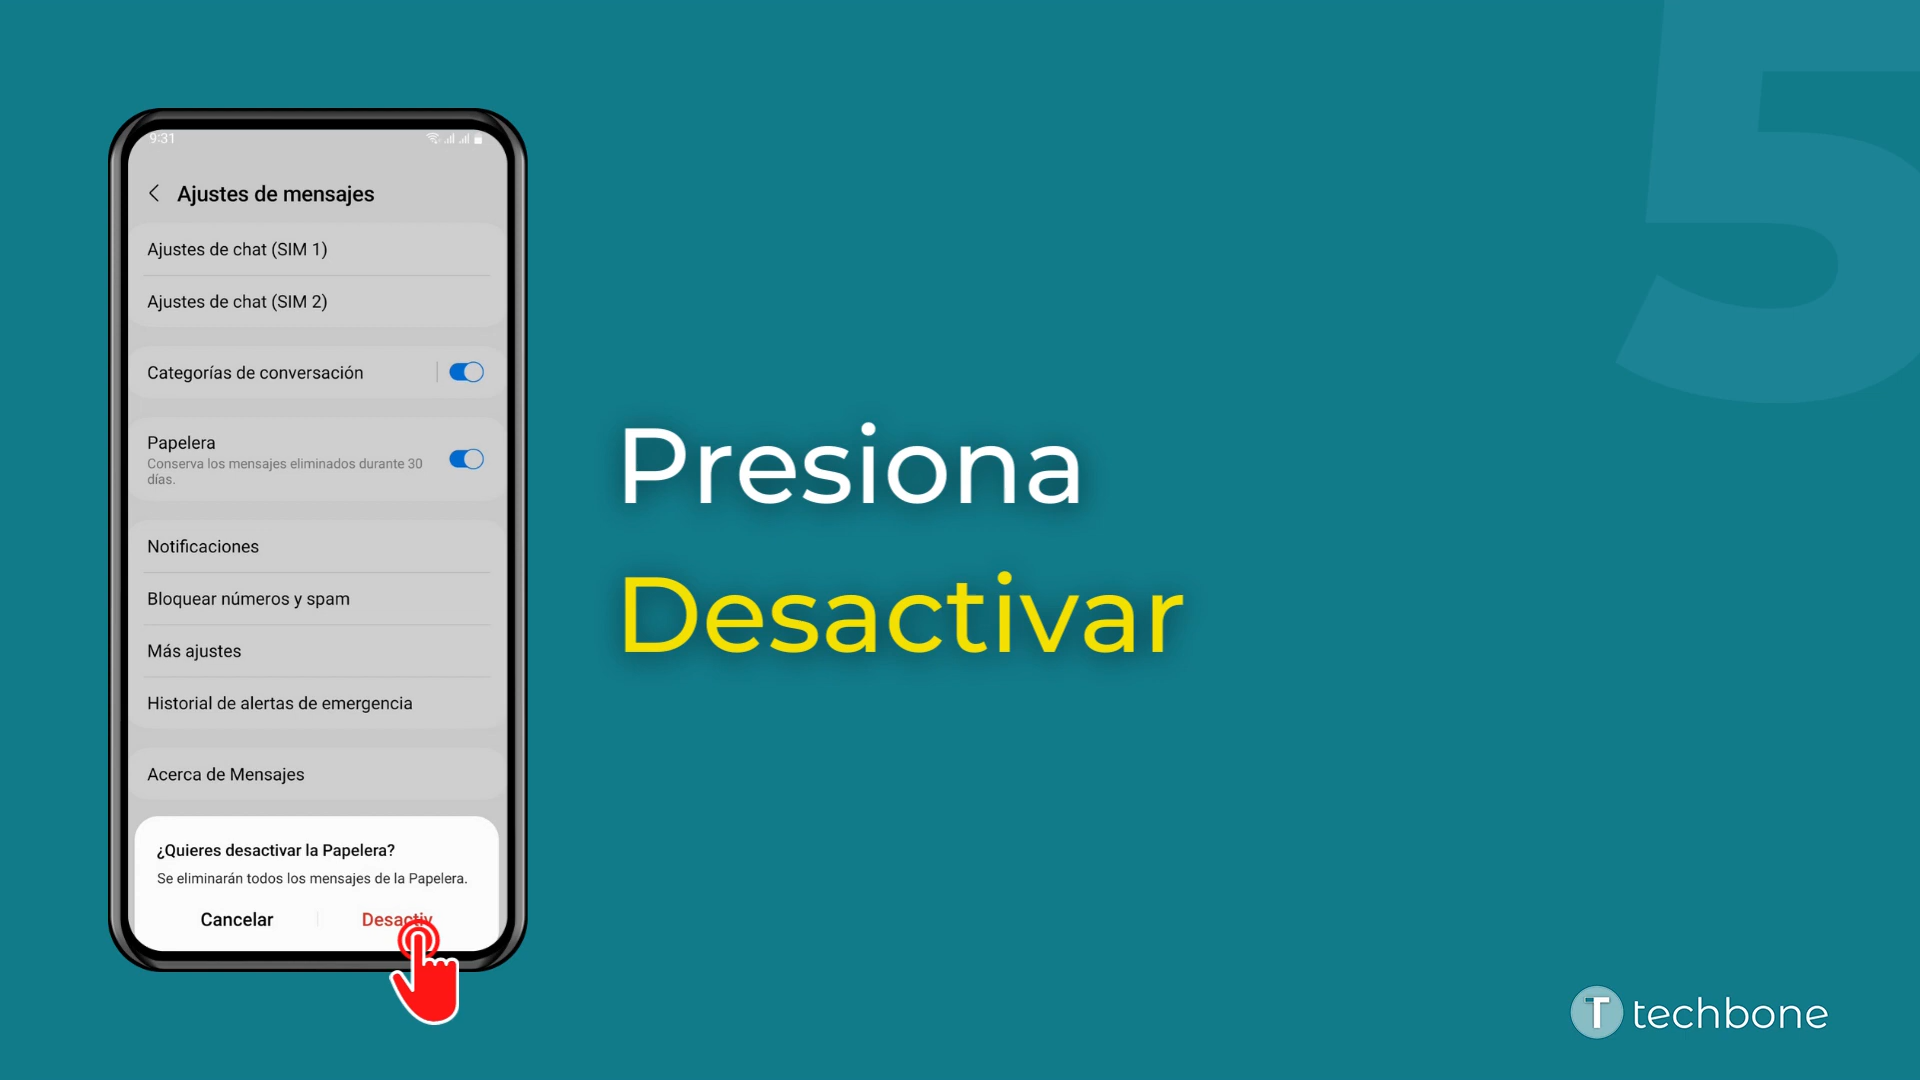 5
9:31
Ajustes de mensajes
Ajustes de chat (SIM 1)
Ajustes de chat (SIM 2)
Categorías de conversación
Papelera
Conserva los mensajes eliminados durante 30
días.
Notificaciones
Bloquear números y spam
Más ajustes
Historial de alertas de emergencia
Acerca de Mensajes
¿Quieres desactivar la Papelera?
Se eliminarán todos los mensajes de la Papelera.
Cancelar
Desactiv
Presiona
Desactivar
T techbone